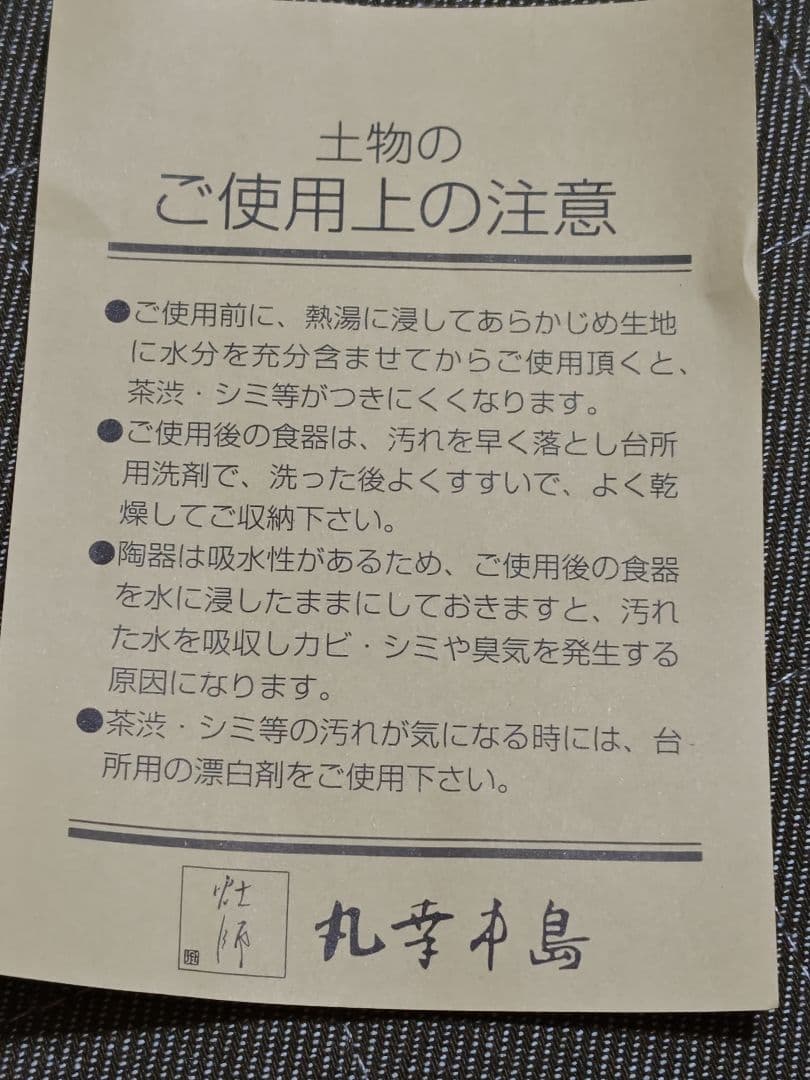 土物の
ご使用上の注意
●ご使用前に、熱湯に浸してあらかじめ生地
に水分を充分含ませてからご使用頂くと、
茶渋・シミ等がつきにくくなります。
●ご使用後の食器は、汚れを早く落とし台所
用洗剤で、洗った後よくすすいで、よく乾
燥してご収納下さい。
●陶器は吸水性があるため、ご使用後の食器
を水に浸したままにしておきますと、汚れ
た水を吸収しカビ・シミや臭気を発生する
原因になります。
●茶渋・シミ等の汚れが気になる時には、台
所用の漂白剤をご使用下さい。
丸幸中島